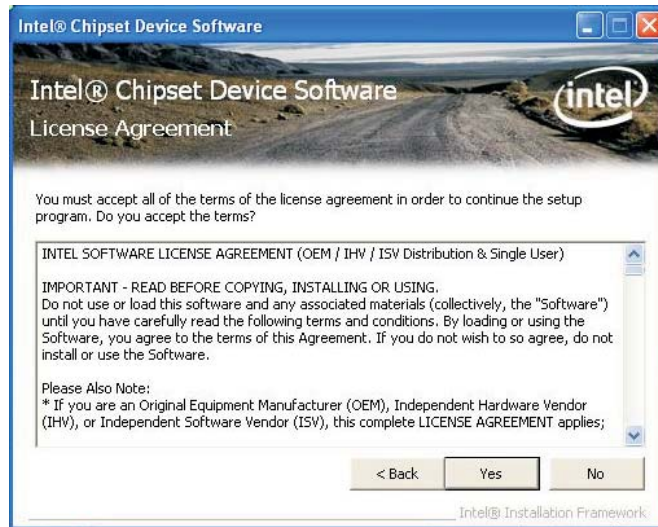 Intel® Chipset Device Software
Intel® Chipset Device Software
intel
License Agreement
You must accept all of the terms of the license agreement in order to continue the setup
program. Do you accept the terms?
INTEL SOFTWARE LICENSE AGREEMENT (OEM / IHV / ISV Distribution & Single User)
IMPORTANT - READ BEFORE COPYING, INSTALLING OR USING.
Do not use or load this software and any associated materials (collectively, the "Software")
until you have carefully read the following terms and conditions. By loading or using the
Software, you agree to the terms of this Agreement. If you do not wish to so agree, do not
install or use the Software.
Please Also Note:
* If you are an Original Equipment Manufacturer (OEM), Independent Hardware Vendor
(IHV), or Independent Software Vendor (ISV), this complete LICENSE AGREEMENT applies;
< Back
Yes
No
Intel® Installation Framework